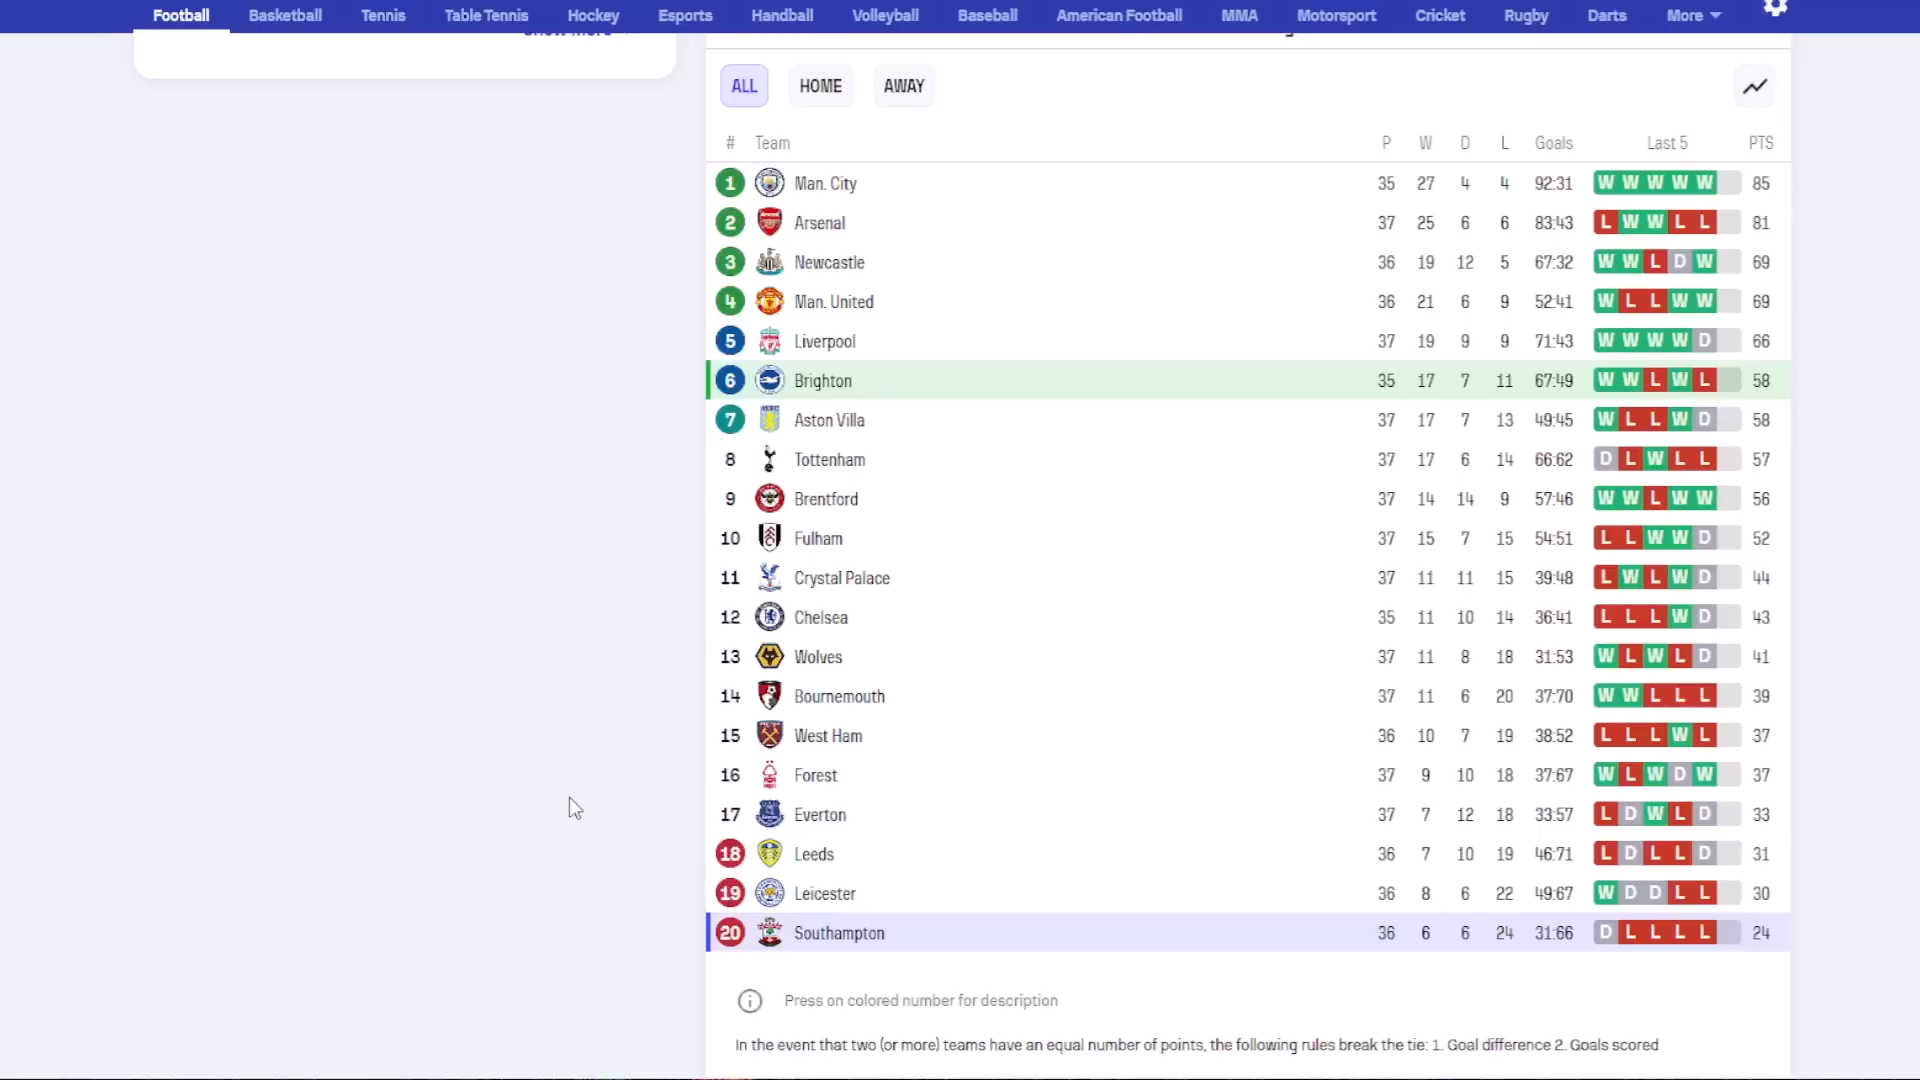 Football Basketball Tennis Table Tennis Hockey Esports Handball Volleyball Baseball American Football MMA Motorsport Cricket Rugby Darts More
ALL HOME AWAY
# Team P W D L Goals Last 5 PTS
1 Man. City 35 27 4 4 92:31 W W W W W 85
2 Arsenal 37 25 6 6 83:43 L W W L L 81
3 Newcastle 36 19 12 5 67:32 W W L D W 69
4 Man. United 36 21 6 9 52:41 W L L W W 69
5 Liverpool 37 19 9 9 71:43 W W W W D 66
6 Brighton 35 17 7 11 67:49 W W L W L 58
7 Aston Villa 37 17 7 13 49:45 W L L W D 58
8 Tottenham 37 17 6 14 66:62 D L W L L 57
9 Brentford 37 14 14 9 57:46 W W L W W 56
10 Fulham 37 15 7 15 54:51 L L W W D 52
11 Crystal Palace 37 11 11 15 39:48 L W L W D 44
12 Chelsea 35 11 10 14 36:41 L L L W D 43
13 Wolves 37 11 8 18 31:53 W L W L D 41
14 Bournemouth 37 11 6 20 37:70 W W L L L 39
15 West Ham 36 10 7 19 38:52 L L L W L 37
16 Forest 37 9 10 18 37:67 W L W D W 37
17 Everton 37 7 12 18 33:57 L D W L D 33
18 Leeds 36 7 10 19 46:71 L D L L D 31
19 Leicester 36 8 6 22 49:67 W D D L L 30
20 Southampton 36 6 6 24 31:66 D L L L L 24
Press on colored number for description
In the event that two (or more) teams have an equal number of points, the following rules break the tie: 1. Goal difference 2. Goals scored